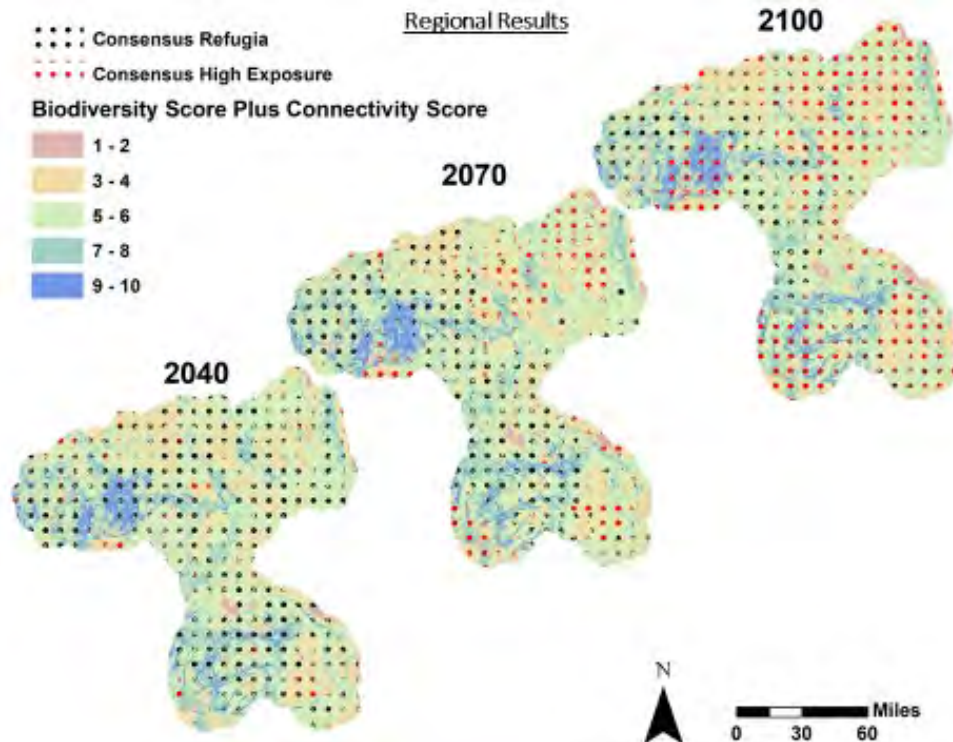 Regional Results
2100
Consensus Refugia
Consensus High Exposure
Biodiversity Score Plus Connectivity Score
1 - 2
3 - 4
5 - 6
7 - 8
9 - 10
2070
2040
N
Miles
0 30 60